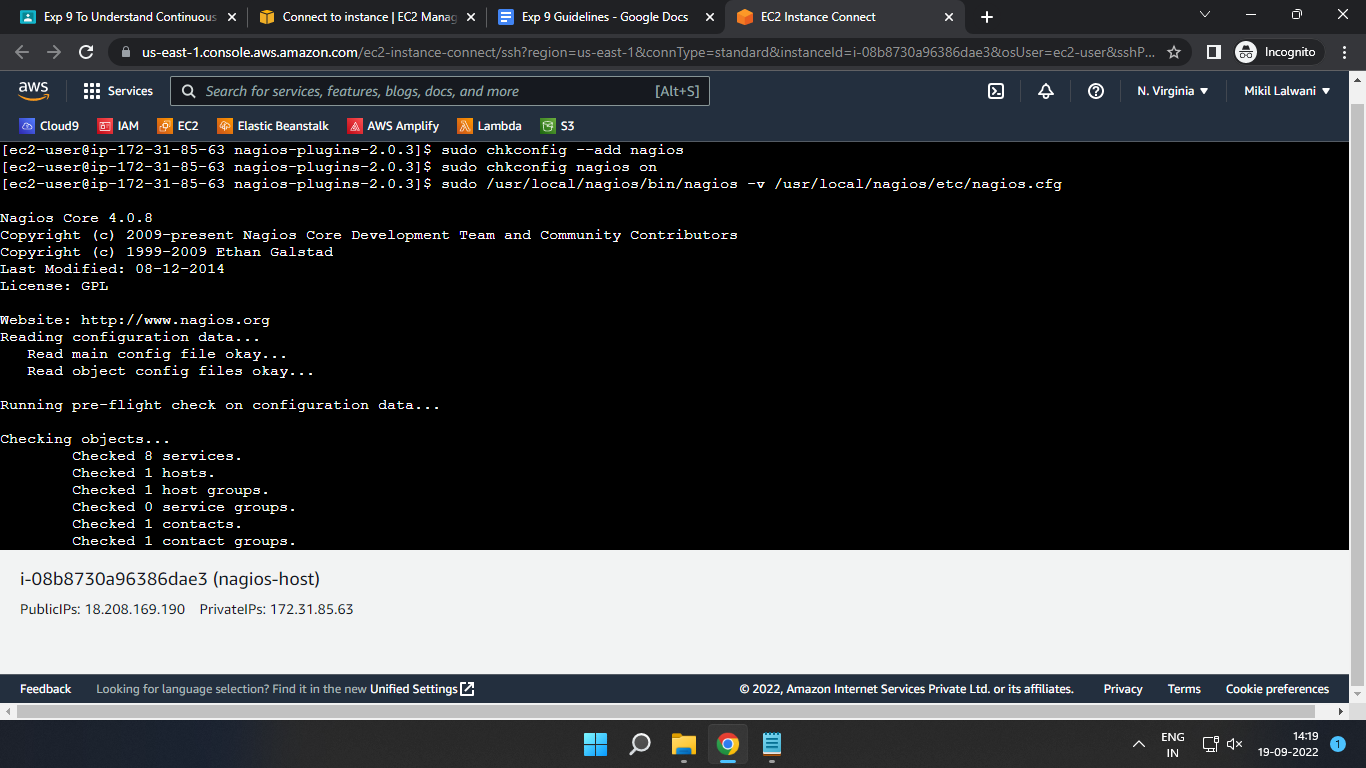 Exp 9 To Understand Continuous
Connect to instance | EC2 Manag
Exp 9 Guidelines - Google Docs
EC2 Instance Connect
us-east-1.console.aws.amazon.com/ec2-instance-connect/ssh?region=us-east-1&connType=standard&instanceId=i-08b8730a96386dae3&osUser=ec2-user&sshP...
Incognito
aws
Services
Search for services, features, blogs, docs, and more
[Alt+S]
N. Virginia
Mikil Lalwani
Cloud9
IAM
EC2
Elastic Beanstalk
AWS Amplify
Lambda
S3
[ec2-user@ip-172-31-85-63 nagios-plugins-2.0.3]$ sudo chkconfig --add nagios
[ec2-user@ip-172-31-85-63 nagios-plugins-2.0.3]$ sudo chkconfig nagios on
[ec2-user@ip-172-31-85-63 nagios-plugins-2.0.3]$ sudo /usr/local/nagios/bin/nagios -v /usr/local/nagios/etc/nagios.cfg
Nagios Core 4.0.8
Copyright (c) 2009-present Nagios Core Development Team and Community Contributors
Copyright (c) 1999-2009 Ethan Galstad
Last Modified: 08-12-2014
License: GPL
Website: http://www.nagios.org
Reading configuration data...
Read main config file okay...
Read object config files okay...
Running pre-flight check on configuration data...
Checking objects...
Checked 8 services.
Checked 1 hosts.
Checked 1 host groups.
Checked 0 service groups.
Checked 1 contacts.
Checked 1 contact groups.
i-08b8730a96386dae3 (nagios-host)
PublicIPs: 18.208.169.190 PrivateIPs: 172.31.85.63
Feedback
Looking for language selection? Find it in the new Unified Settings
© 2022, Amazon Internet Services Private Ltd. or its affiliates.
Privacy
Terms
Cookie preferences
ENG
IN
14:19
19-09-2022
1